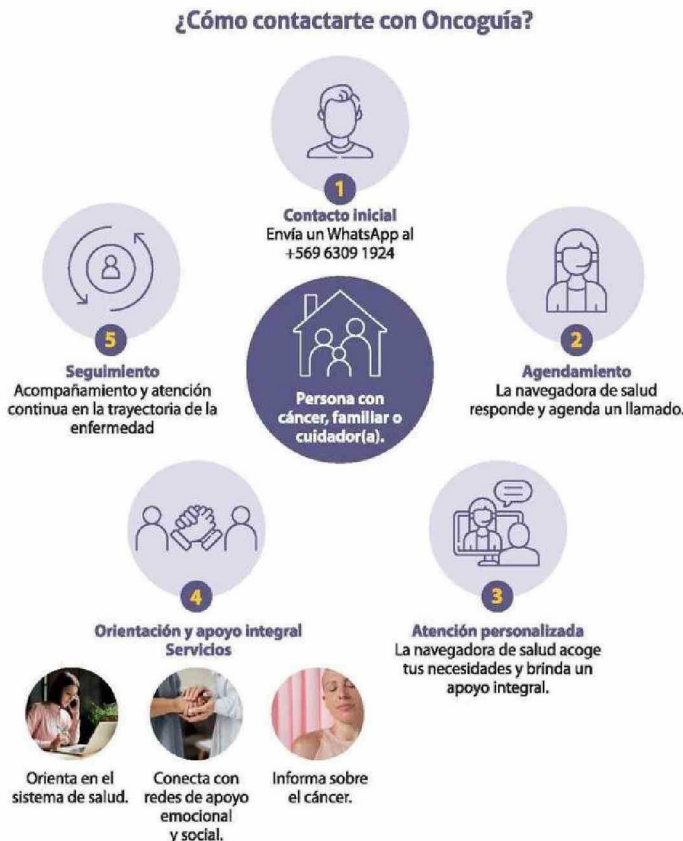 ¿Cómo contactarte con Oncoguía?
1
Contacto inicial
Envía un WhatsApp al
+569 6309 1924
2
Agendamiento
La navegadora de salud
responde y agenda un llamado.
3
Atención personalizada
La navegadora de salud acoge
tus necesidades y brinda un
apoyo integral.
4
Orientación y apoyo integral
Servicios
Orienta en el
sistema de salud.
Conecta con
redes de apoyo
emocional
y social.
Informa sobre
el cáncer.
5
Seguimiento
Acompañamiento y atención
continua en la trayectoria de la
enfermedad
Persona con
cáncer, familiar o
cuidador(a).